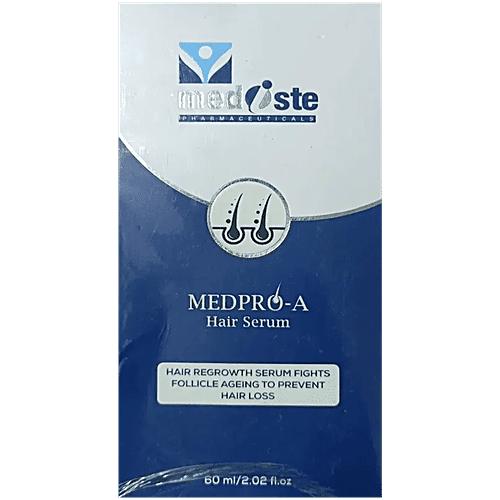 mediste
PHARMACEUTICALS
MEDPRO-A
Hair Serum
HAIR REGROWTH SERUM FIGHTS
FOLLICLE AGEING TO PREVENT
HAIR LOSS
60 ml/2.02 fl.oz